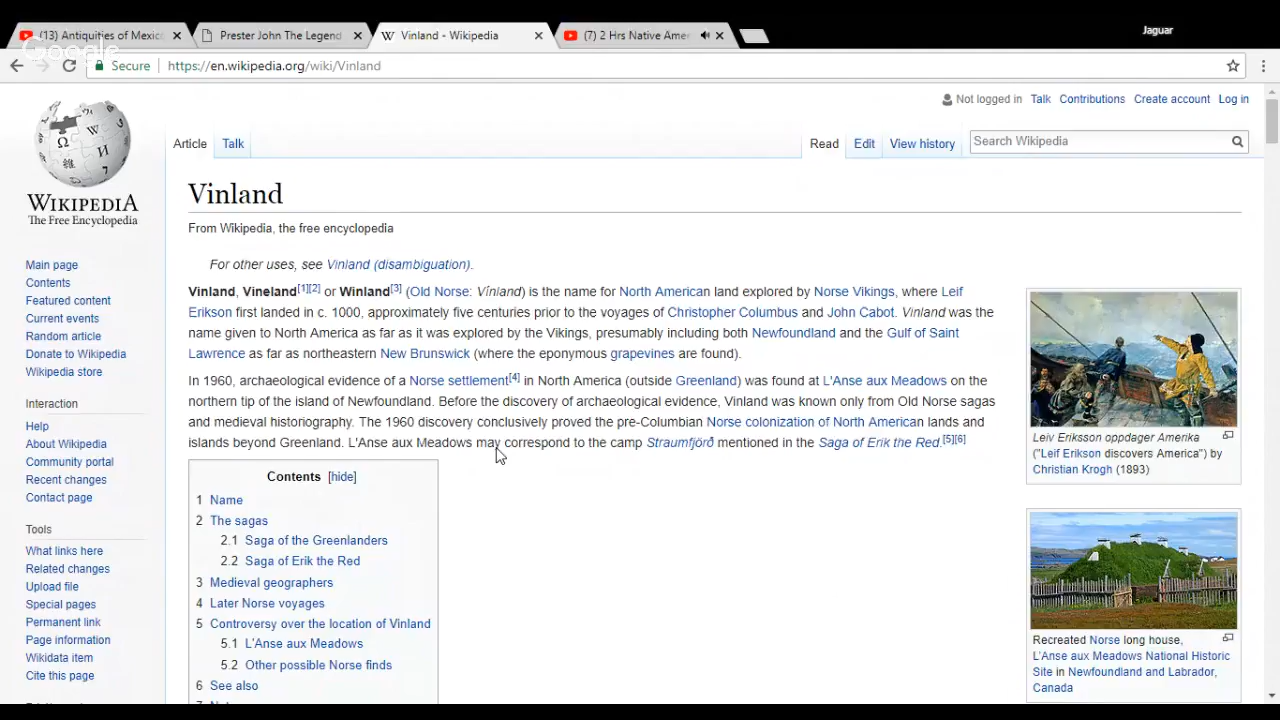 (13) Antiquities of Mexic
Prester John The Legend
Vinland - Wikipedia
(7) 2 Hrs Native Amer
Jaguar
Google
Secure
https://en.wikipedia.org/wiki/Vinland
Not logged in Talk Contributions Create account Log in
Article Talk
Read Edit View history
Search Wikipedia
WIKIPEDIA
The Free Encyclopedia
Main page
Contents
Featured content
Current events
Random article
Donate to Wikipedia
Wikipedia store
Interaction
Help
About Wikipedia
Community portal
Recent changes
Contact page
Tools
What links here
Related changes
Upload file
Special pages
Permanent link
Page information
Wikidata item
Cite this page
Vinland
From Wikipedia, the free encyclopedia
For other uses, see Vinland (disambiguation).
Vinland, Vineland[1][2] or Winland[3] (Old Norse: Vínland) is the name for North American land explored by Norse Vikings, where Leif
Erikson first landed in c. 1000, approximately five centuries prior to the voyages of Christopher Columbus and John Cabot. Vinland was the
name given to North America as far as it was explored by the Vikings, presumably including both Newfoundland and the Gulf of Saint
Lawrence as far as northeastern New Brunswick (where the eponymous grapevines are found).
In 1960, archaeological evidence of a Norse settlement[4] in North America (outside Greenland) was found at L'Anse aux Meadows on the
northern tip of the island of Newfoundland. Before the discovery of archaeological evidence, Vinland was known only from Old Norse sagas
and medieval historiography. The 1960 discovery conclusively proved the pre-Columbian Norse colonization of North American lands and
islands beyond Greenland. L'Anse aux Meadows may correspond to the camp Straumfjörð mentioned in the Saga of Erik the Red.[5][6]
Contents [hide]
1 Name
2 The sagas
2.1 Saga of the Greenlanders
2.2 Saga of Erik the Red
3 Medieval geographers
4 Later Norse voyages
5 Controversy over the location of Vinland
5.1 L'Anse aux Meadows
5.2 Other possible Norse finds
6 See also
Leiv Eriksson oppdager Amerika
("Leif Erikson discovers America") by
Christian Krogh (1893)
Recreated Norse long house,
L'Anse aux Meadows National Historic
Site in Newfoundland and Labrador,
Canada